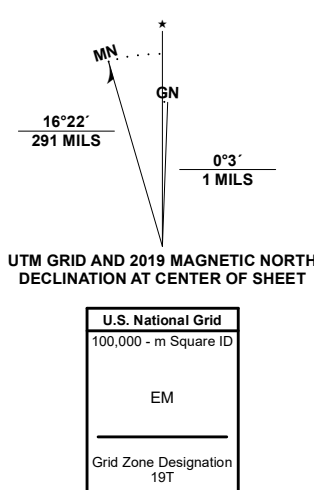 ★
MN
GN
16°22´
291 MILS
0°3´
1 MILS
UTM GRID AND 2019 MAGNETIC NORTH
DECLINATION AT CENTER OF SHEET
U.S. National Grid
100,000 - m Square ID
EM
Grid Zone Designation
19T